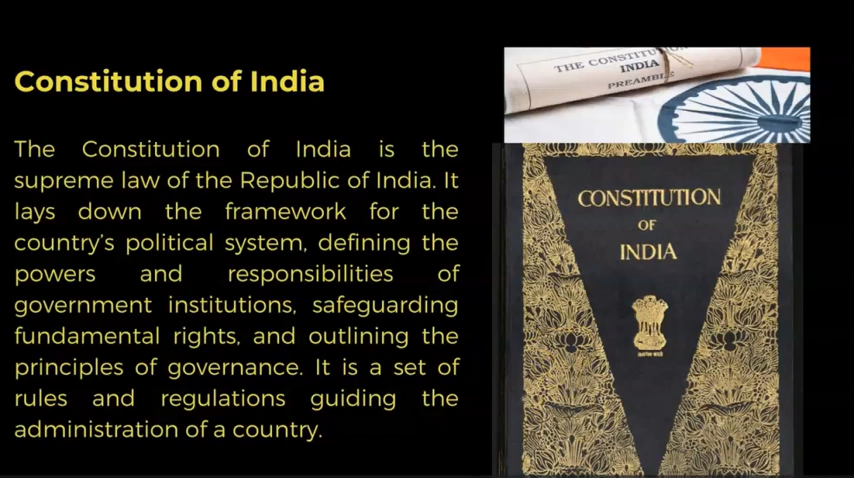 Constitution of India
The Constitution of India is the
supreme law of the Republic of India. It
lays down the framework for the
country's political system, defining the
powers and responsibilities of
government institutions, safeguarding
fundamental rights, and outlining the
principles of governance. It is a set of
rules and regulations guiding the
administration of a country.
THE CONSTITUTION OF
INDIA
PREAMBLE
CONSTITUTION
OF
INDIA